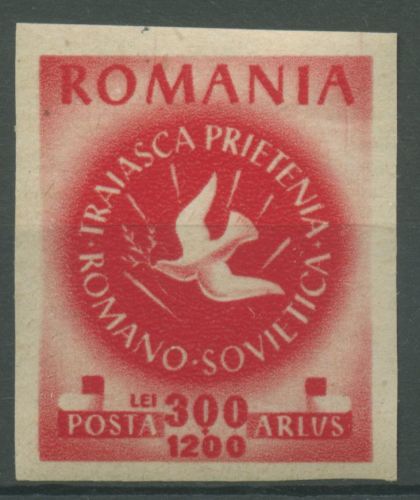 ROMANIA
· TRAIASCA PRIETENIA ·
ROMANO-SOVIETICA
LEI 300
POSTA + ARLUS
1200